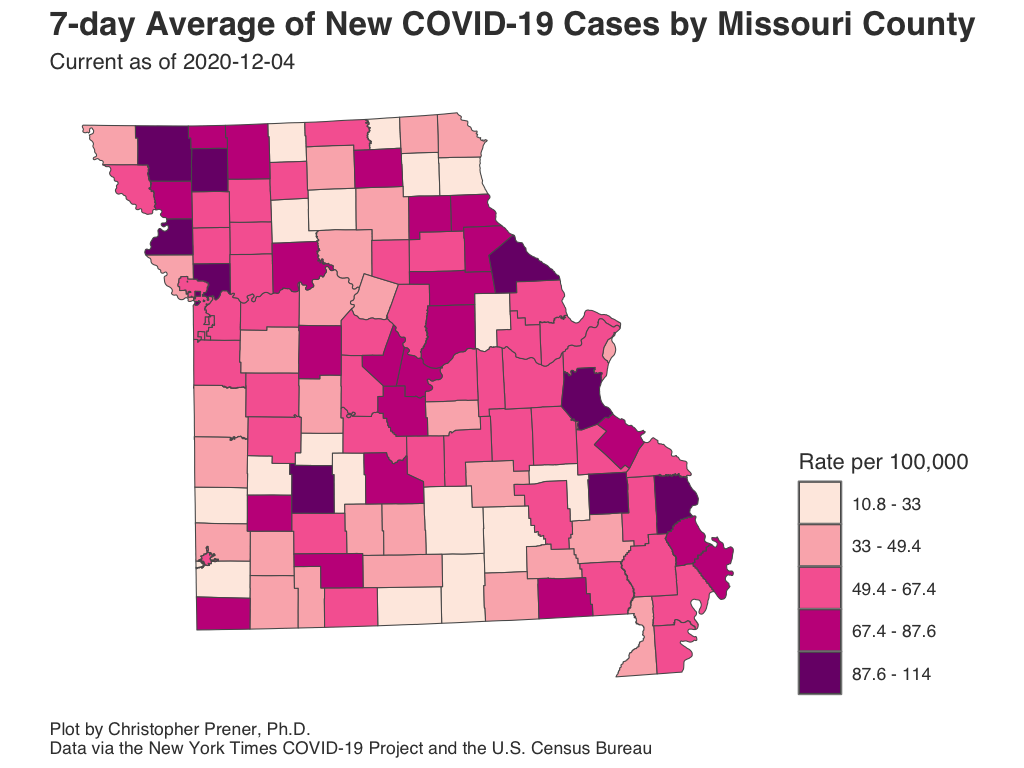 7-day Average of New COVID-19 Cases by Missouri County
Current as of 2020-12-04
Rate per 100,000
10.8 - 33
33 - 49.4
49.4 - 67.4
67.4 - 87.6
87.6 - 114
Plot by Christopher Prener, Ph.D.
Data via the New York Times COVID-19 Project and the U.S. Census Bureau